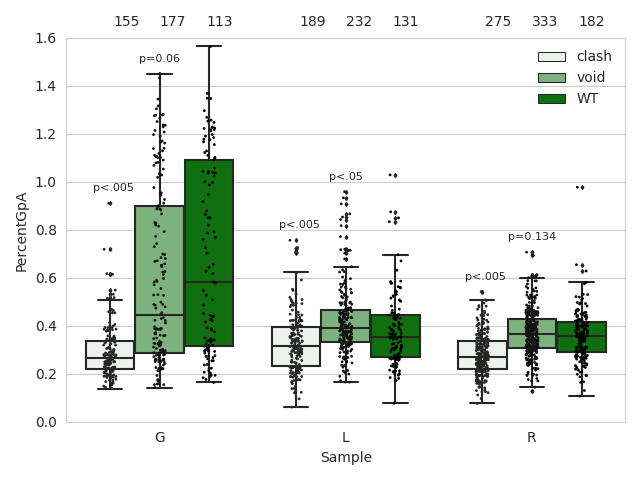 155 177 113 189 232 131 275 333 182
1.6
1.4
1.2
1.0
0.8
0.6
0.4
0.2
0.0
PercentGpA
p<.005
p=0.06
p<.005
p<.05
p<.005
p=0.134
clash
void
WT
G L R
Sample